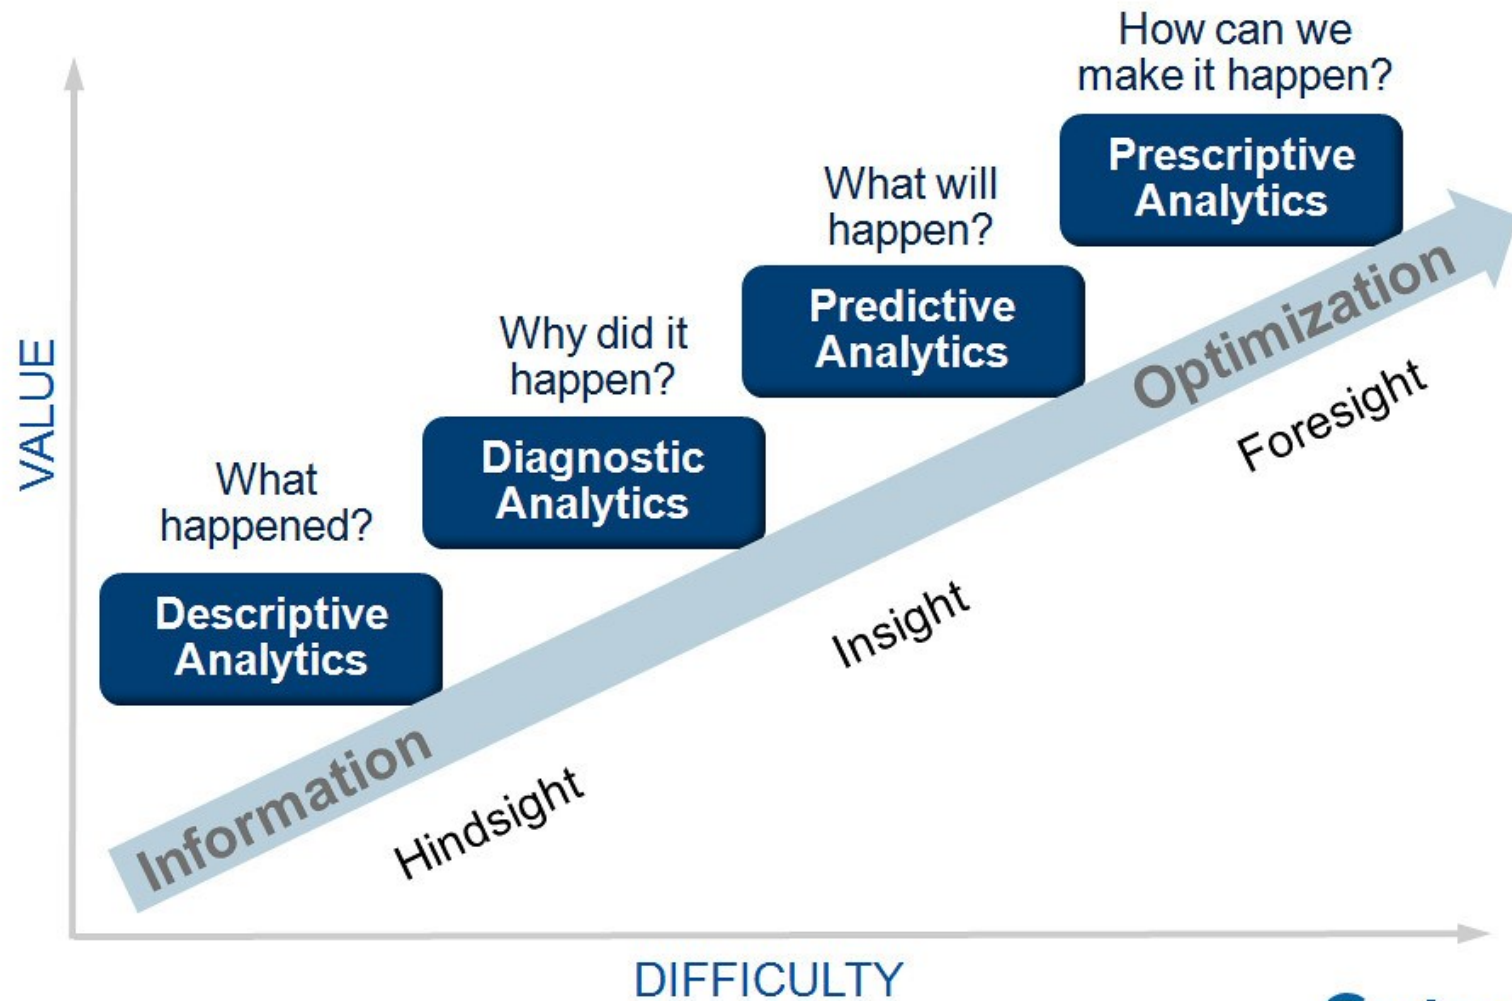 How can we
make it happen?
Prescriptive
Analytics
What will
happen?
Predictive
Analytics
Why did it
happen?
Diagnostic
Analytics
What
happened?
Descriptive
Analytics
VALUE
Information
Optimization
Hindsight
Insight
Foresight
DIFFICULTY